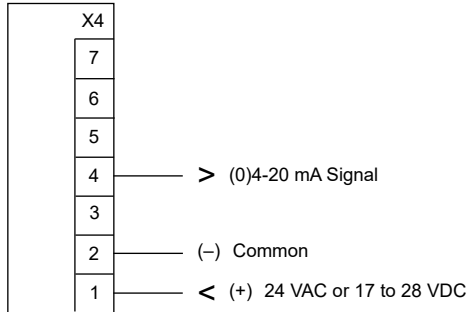 X4
7
6
5
4 > (0)4-20 mA Signal
3
2 (–) Common
1 < (+) 24 VAC or 17 to 28 VDC